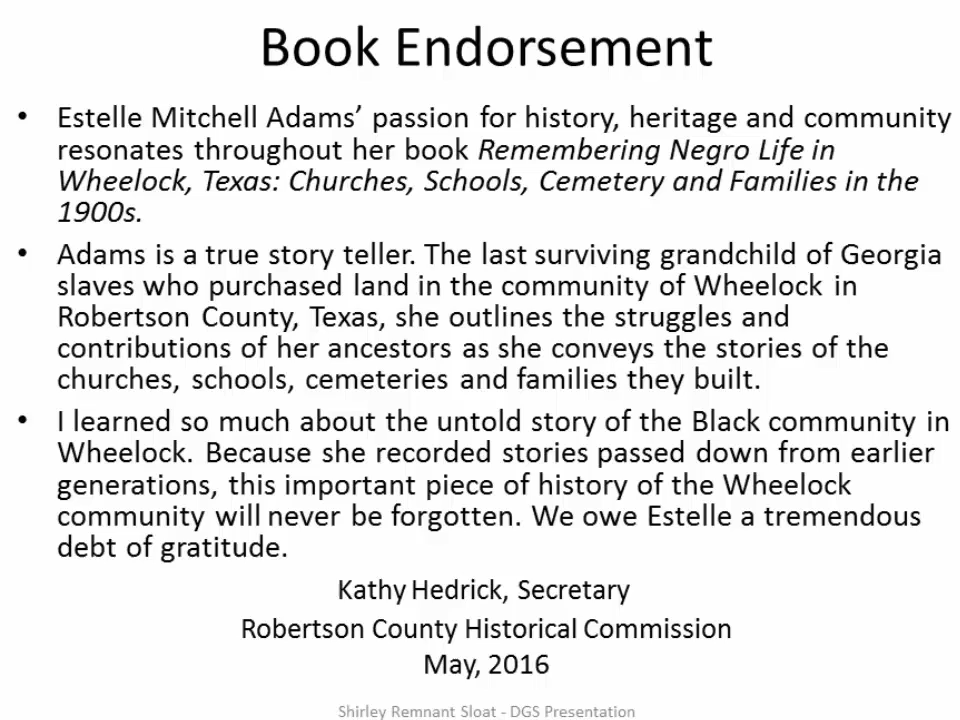 Book Endorsement
• Estelle Mitchell Adams’ passion for history, heritage and community
resonates throughout her book Remembering Negro Life in
Wheelock, Texas: Churches, Schools, Cemetery and Families in the
1900s.
• Adams is a true story teller. The last surviving grandchild of Georgia
slaves who purchased land in the community of Wheelock in
Robertson County, Texas, she outlines the struggles and
contributions of her ancestors as she conveys the stories of the
churches, schools, cemeteries and families they built.
• I learned so much about the untold story of the Black community in
Wheelock. Because she recorded stories passed down from earlier
generations, this important piece of history of the Wheelock
community will never be forgotten. We owe Estelle a tremendous
debt of gratitude.
Kathy Hedrick, Secretary
Robertson County Historical Commission
May, 2016
Shirley Remnant Sloat - DGS Presentation